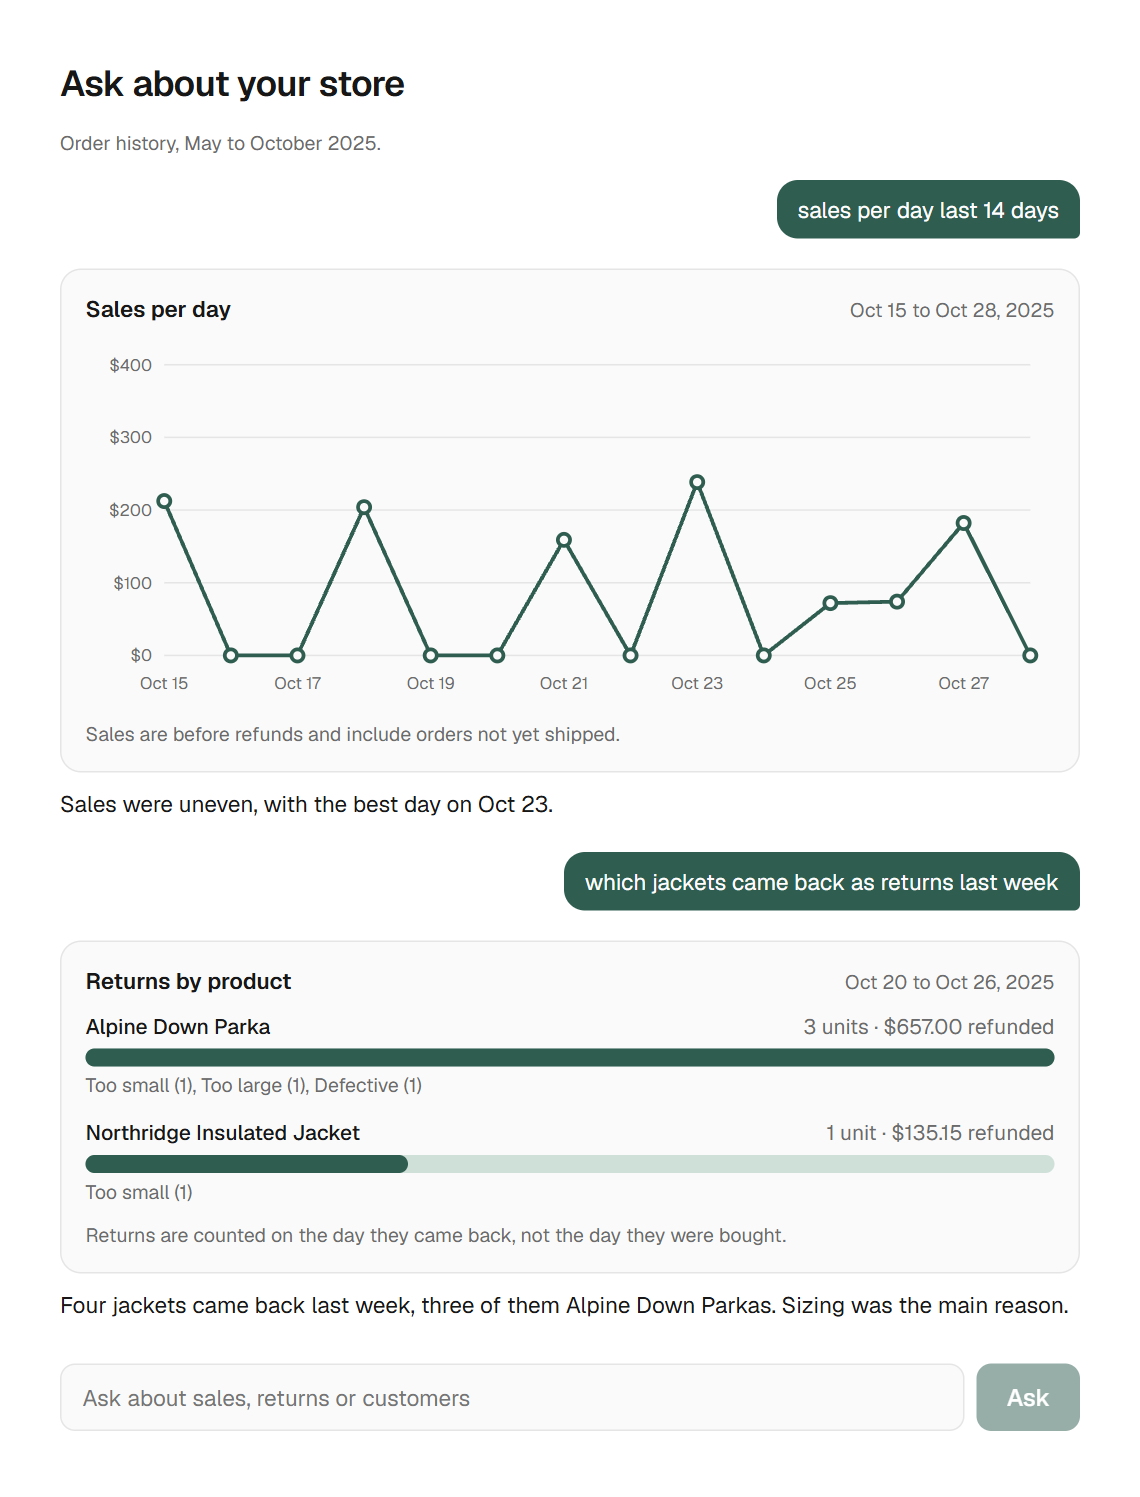 Ask about your store
Order history, May to October 2025.
sales per day last 14 days
Sales per day
Oct 15 to Oct 28, 2025
$400
$300
$200
$100
$0
Oct 15
Oct 17
Oct 19
Oct 21
Oct 23
Oct 25
Oct 27
Sales are before refunds and include orders not yet shipped.
Sales were uneven, with the best day on Oct 23.
which jackets came back as returns last week
Returns by product
Oct 20 to Oct 26, 2025
Alpine Down Parka
3 units · $657.00 refunded
Too small (1), Too large (1), Defective (1)
Northridge Insulated Jacket
1 unit · $135.15 refunded
Too small (1)
Returns are counted on the day they came back, not the day they were bought.
Four jackets came back last week, three of them Alpine Down Parkas. Sizing was the main reason.
Ask about sales, returns or customers
Ask